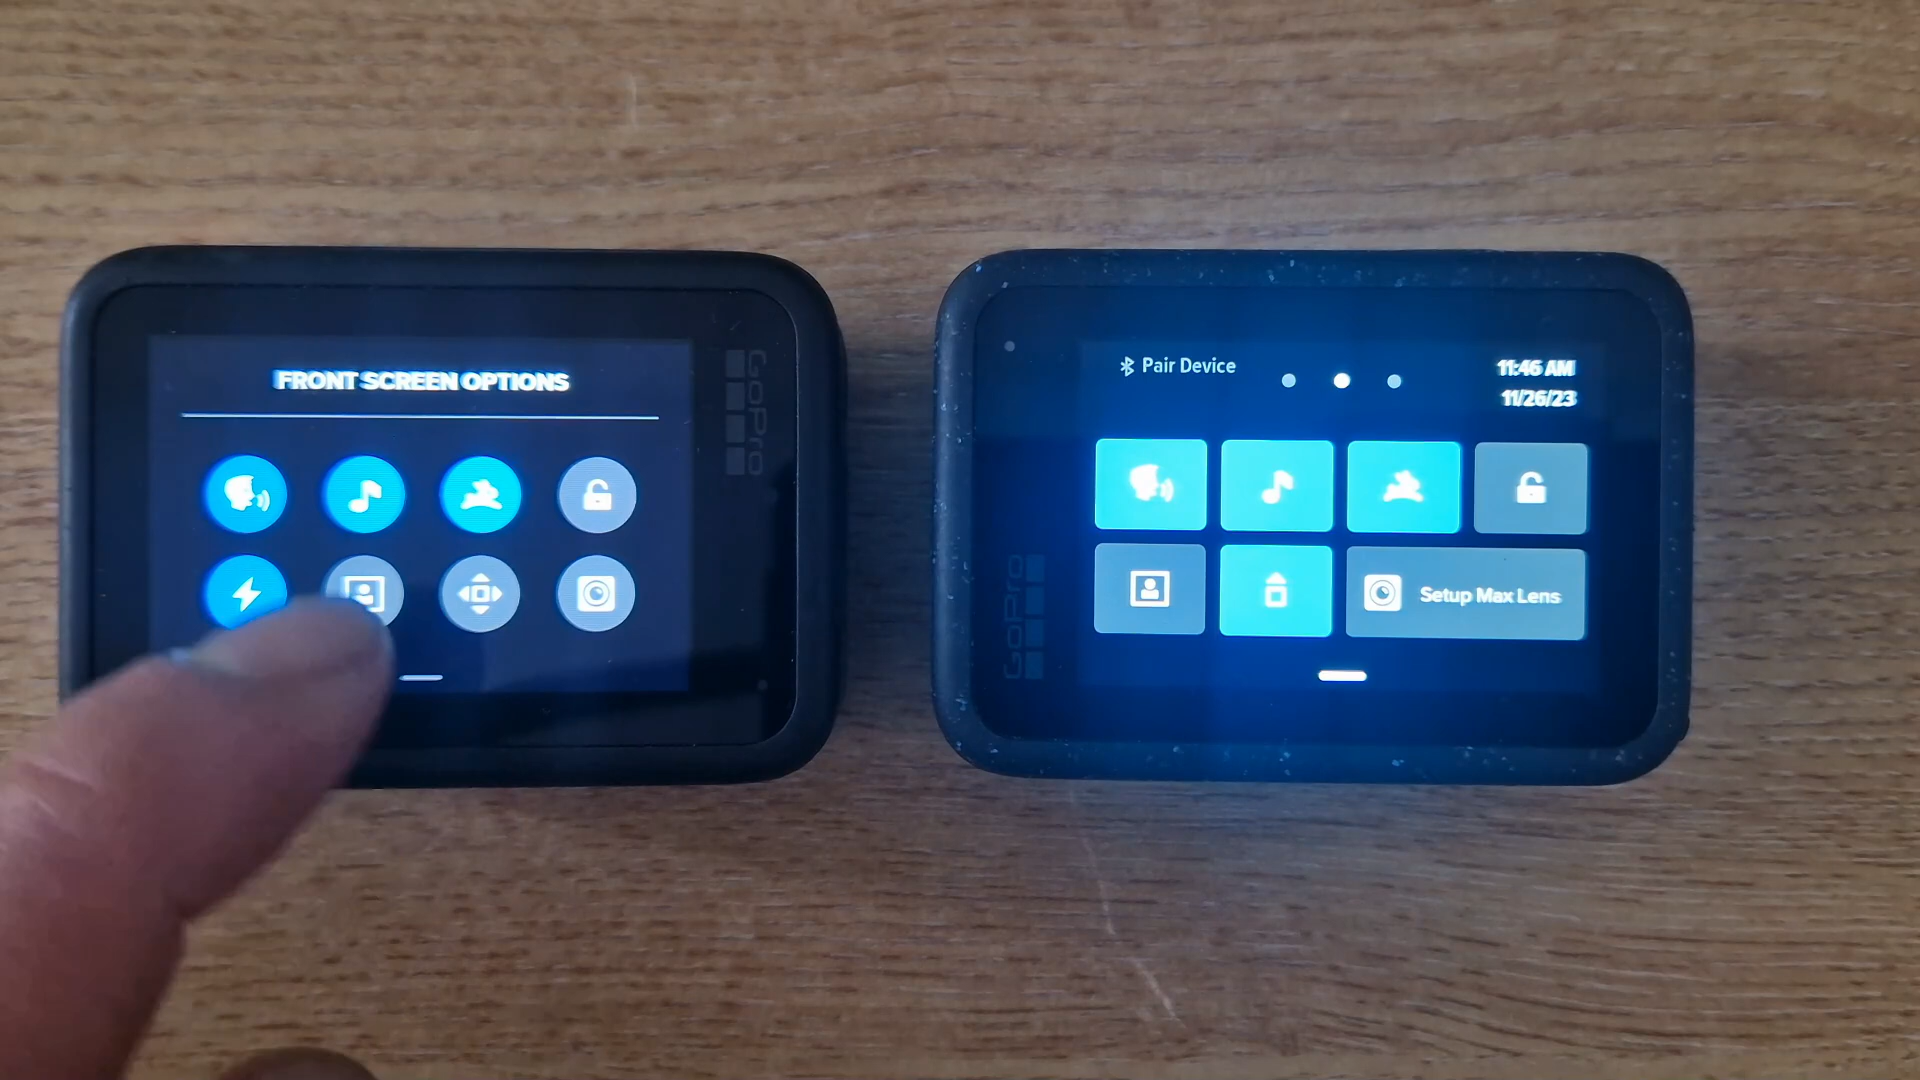 FRONT SCREEN OPTIONS
GoPro
Pair Device
11:46 AM
11/26/23
Setup Max Lens
GoPro